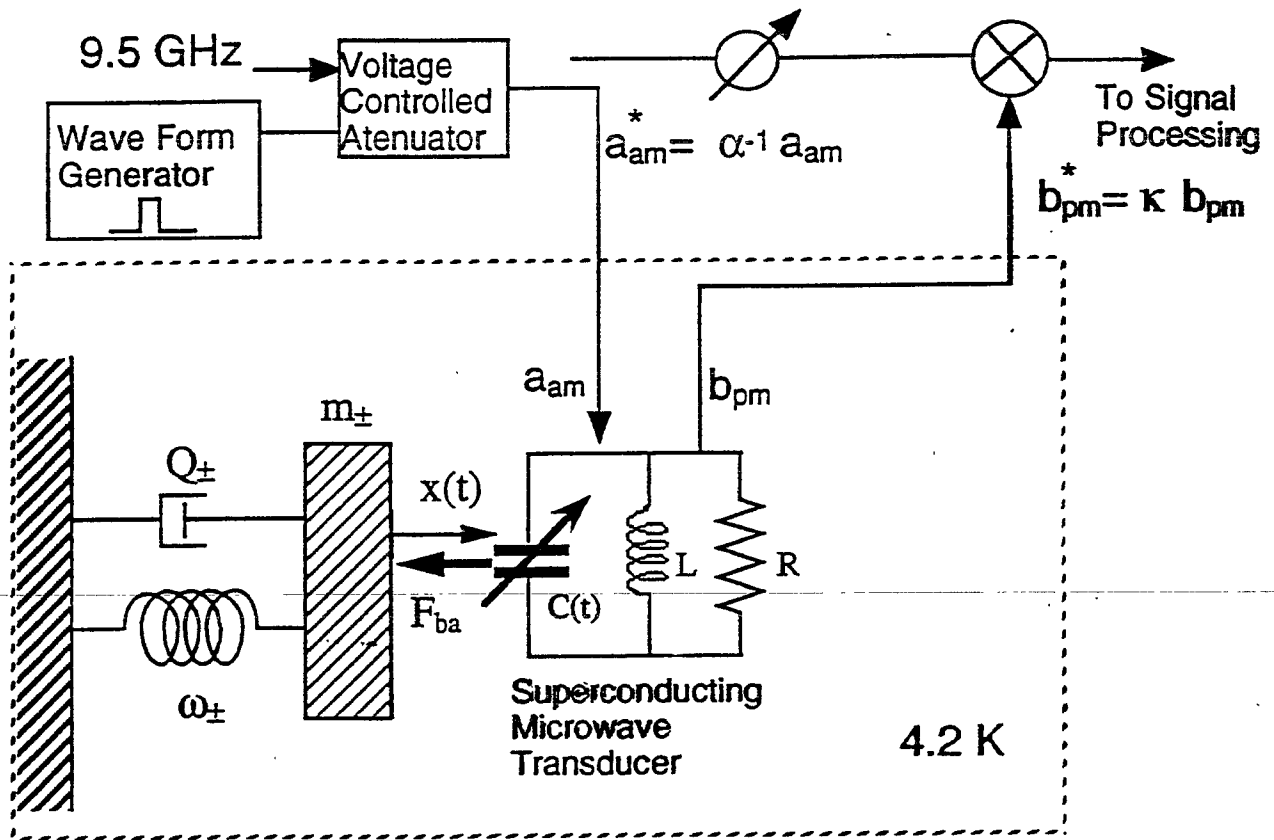 9.5 GHz
Voltage
Controlled
Atenuator
Wave Form
Generator
a*am= α-1 aam
To Signal
Processing
b*pm= κ bpm
aam
bpm
m±
Q±
x(t)
Fba
C(t)
L
R
ω±
Superconducting
Microwave
Transducer
4.2 K